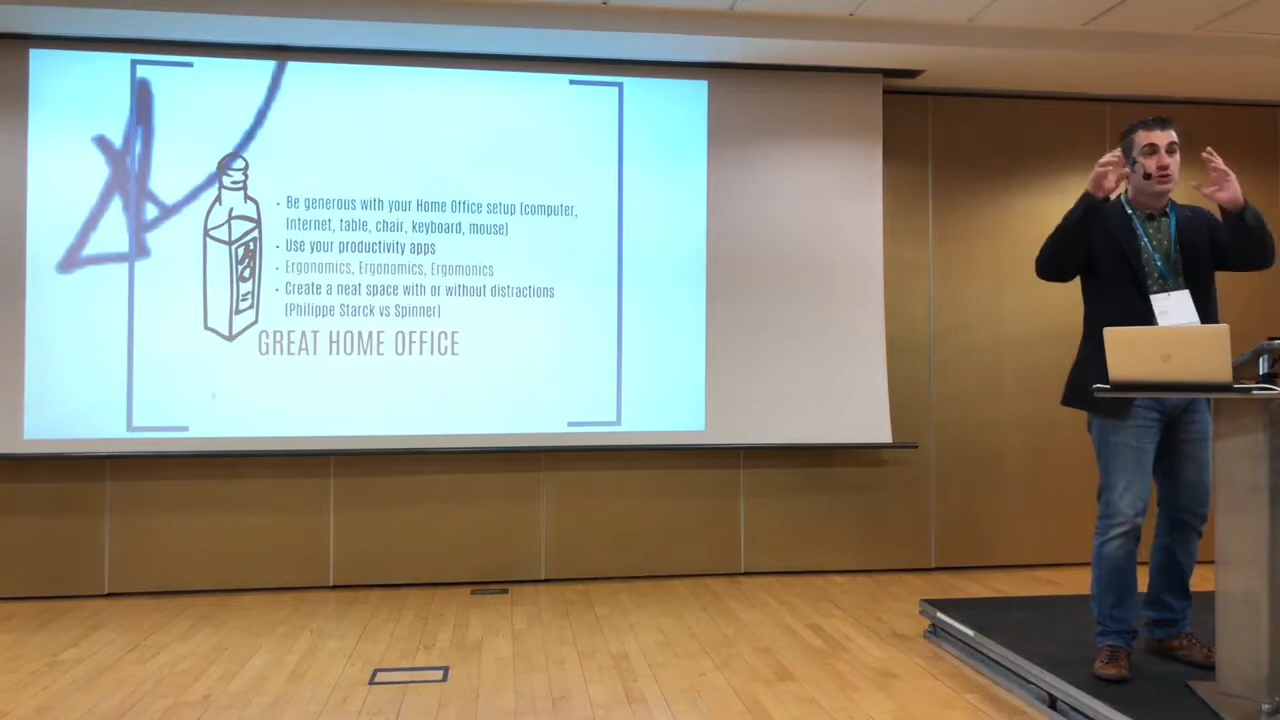 • Be generous with your Home Office setup (computer,
Internet, table, chair, keyboard, mouse)
• Use your productivity apps
• Ergonomics, Ergonomics, Ergomonics
• Create a neat space with or without distractions
(Philippe Starck vs Spinner)
GREAT HOME OFFICE